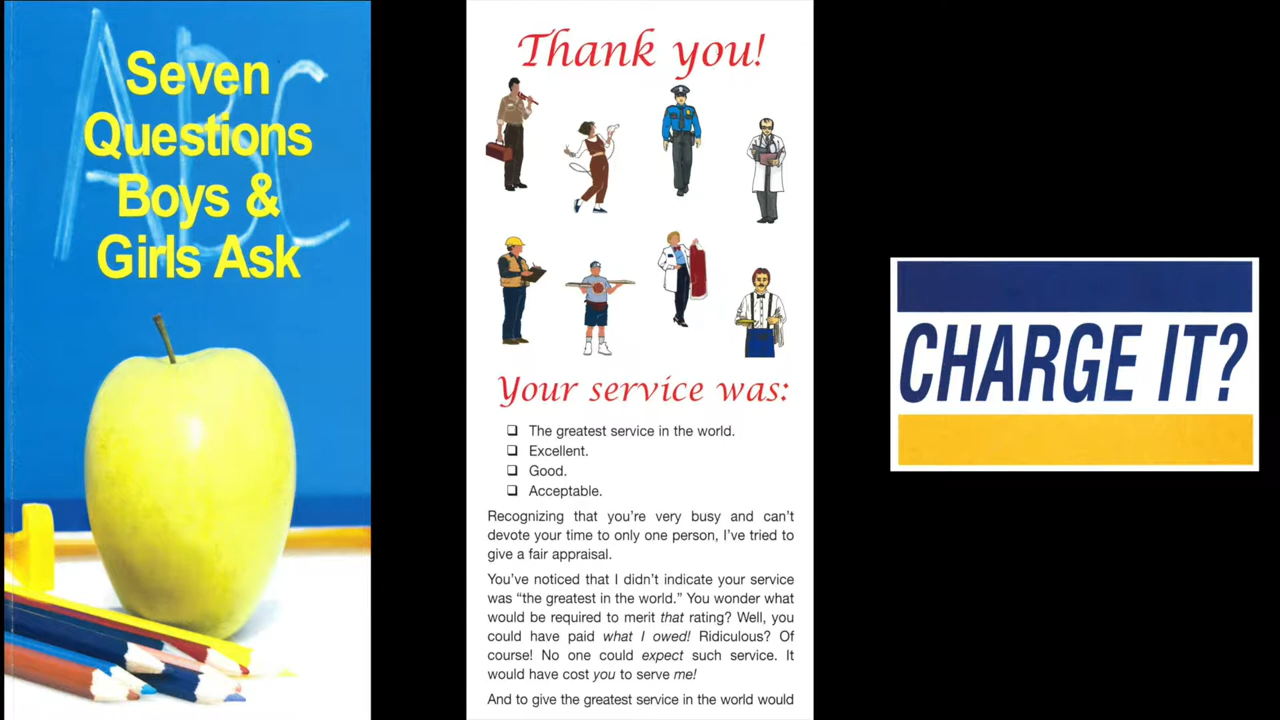 ABC
Seven
Questions
Boys &
Girls Ask
Thank you!
Your service was:
❑ The greatest service in the world.
❑ Excellent.
❑ Good.
❑ Acceptable.
Recognizing that you’re very busy and can’t
devote your time to only one person, I’ve tried to
give a fair appraisal.
You’ve noticed that I didn’t indicate your service
was “the greatest in the world.” You wonder what
would be required to merit that rating? Well, you
could have paid what I owed! Ridiculous? Of
course! No one could expect such service. It
would have cost you to serve me!
And to give the greatest service in the world would
CHARGE IT?